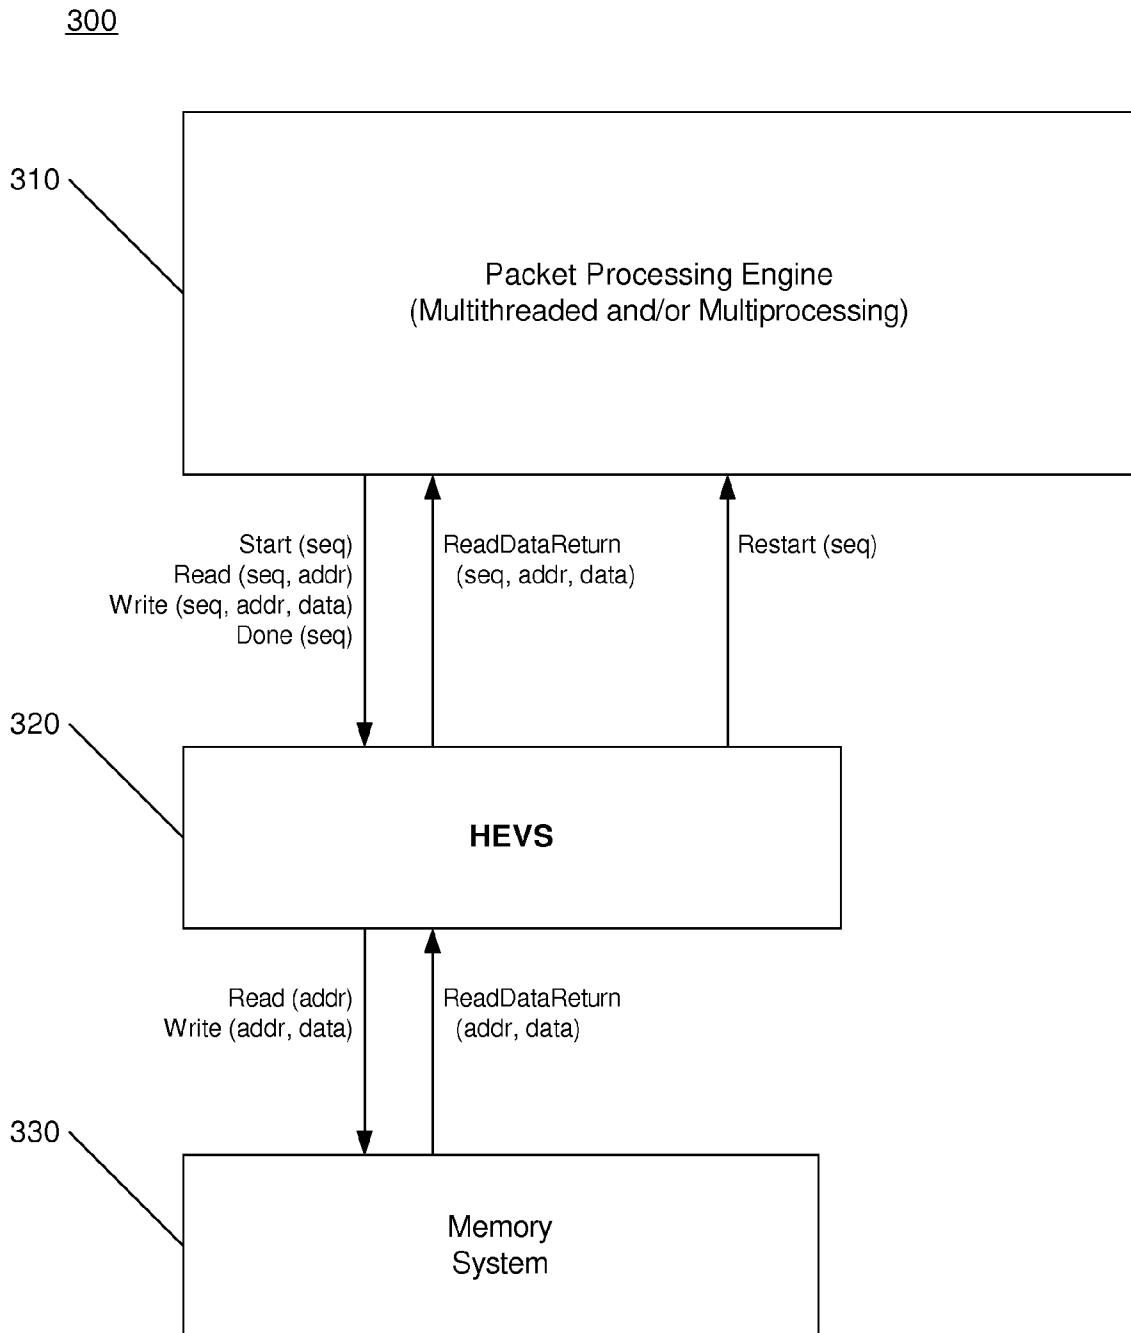 300
310
Packet Processing Engine
(Multithreaded and/or Multiprocessing)
Start (seq)
Read (seq, addr)
Write (seq, addr, data)
Done (seq)
ReadDataReturn
(seq, addr, data)
Restart (seq)
320
HEVS
Read (addr)
Write (addr, data)
ReadDataReturn
(addr, data)
330
Memory
System